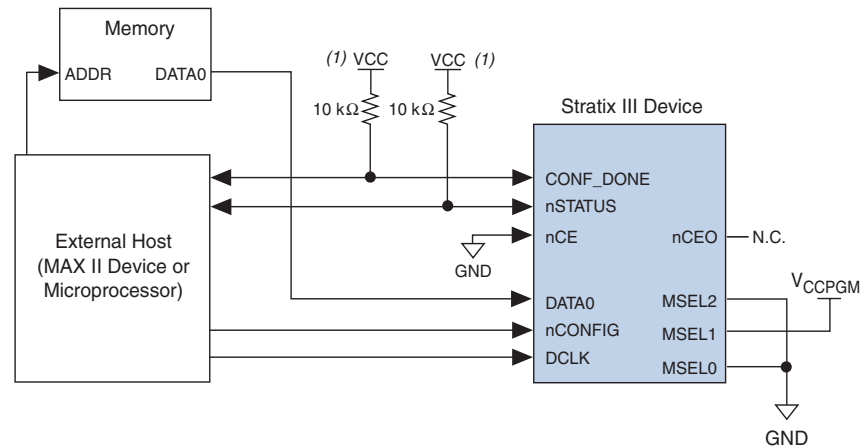 Memory
ADDR DATA0
(1) VCC VCC (1)
10 kΩ 10 kΩ
Stratix III Device
CONF_DONE
nSTATUS
nCE nCEO N.C.
GND
External Host
(MAX II Device or
Microprocessor)
VCCPGM
DATA0 MSEL2
nCONFIG MSEL1
DCLK MSEL0
GND